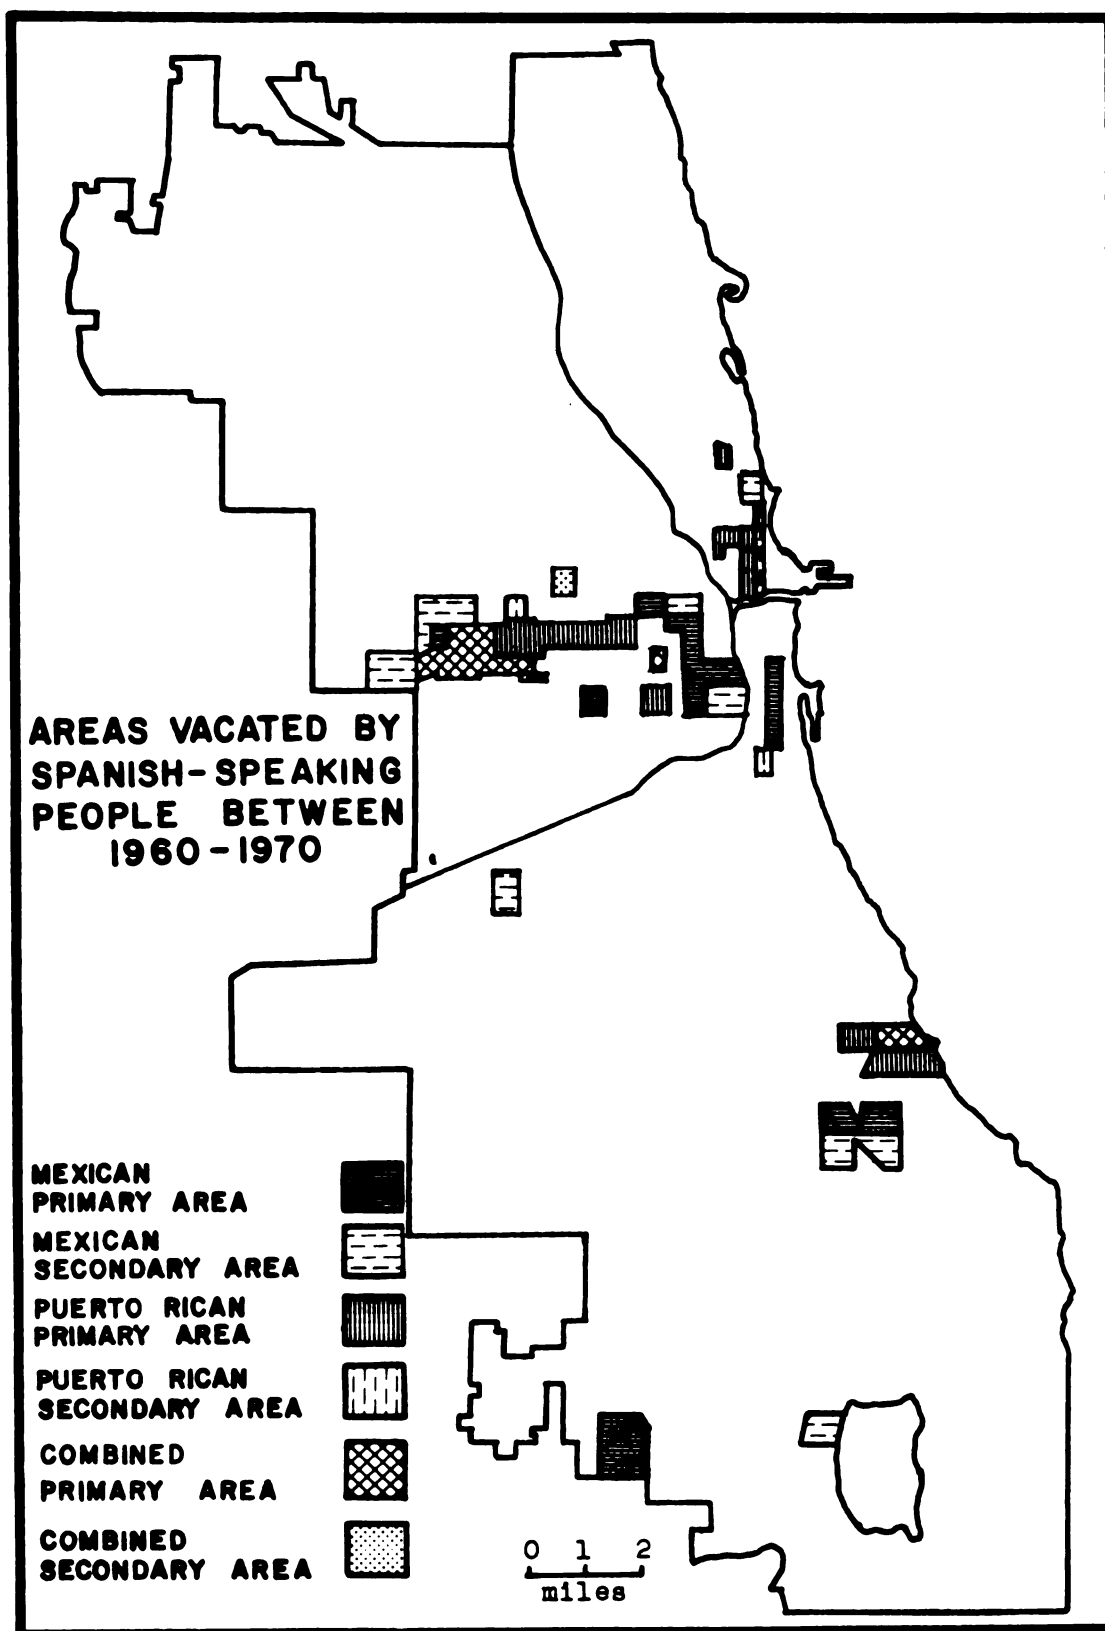 AREAS VACATED BY
SPANISH-SPEAKING
PEOPLE BETWEEN
1960-1970
MEXICAN
PRIMARY AREA
MEXICAN
SECONDARY AREA
PUERTO RICAN
PRIMARY AREA
PUERTO RICAN
SECONDARY AREA
COMBINED
PRIMARY AREA
COMBINED
SECONDARY AREA
0 1 2
miles